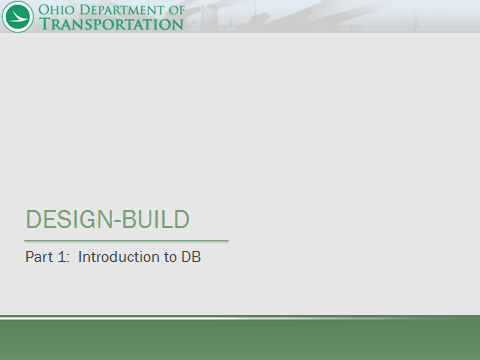 OHIO DEPARTMENT OF
TRANSPORTATION
DESIGN-BUILD
Part 1:  Introduction to DB